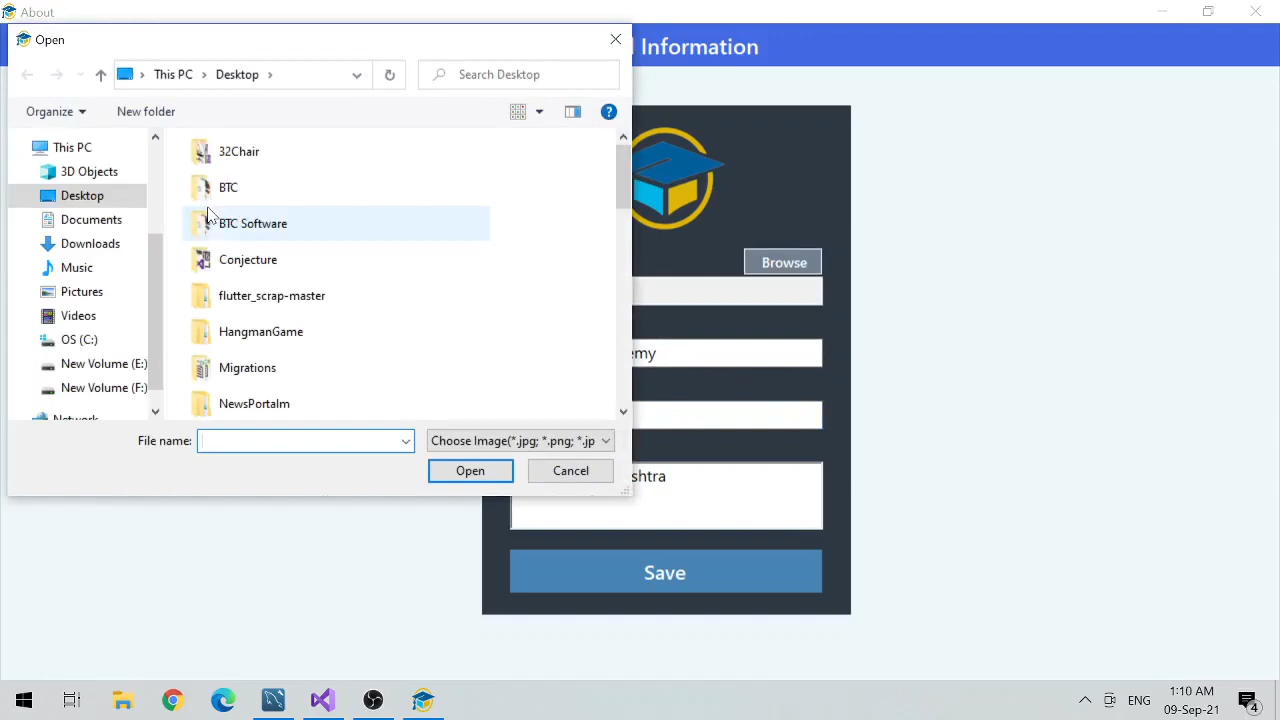 About
Open
l Information
This PC
Desktop
Search Desktop
Organize
New folder
This PC
3D Objects
Desktop
Documents
Downloads
Music
Pictures
Videos
OS (C:)
New Volume (E:)
New Volume (F:)
Network
32Chair
BTC
BTC Software
Conjecture
flutter_scrap-master
HangmanGame
Migrations
NewsPortalm
File name:
Choose Image(*.jpg; *.png; *.jp
Open
Cancel
Browse
emy
shtra
Save
ENG
1:10 AM
09-Sep-21
4